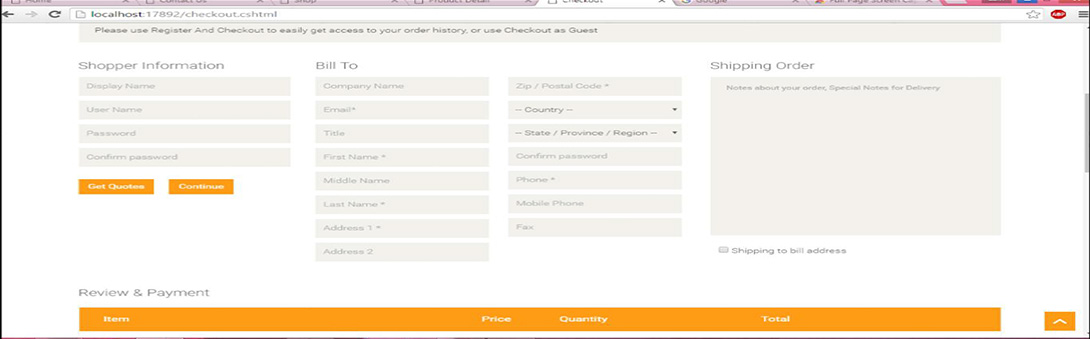 Home
Contact Us
Shop
Product Detail
Checkout
Google
Full Page Screen C
localhost:17892/checkout.cshtml
ABP
Please use Register And Checkout to easily get access to your order history, or use Checkout as Guest
Shopper Information
Display Name
User Name
Password
Confirm password
Get Quotes
Continue
Bill To
Company Name
Email*
Title
First Name *
Middle Name
Last Name *
Address 1 *
Address 2
Zip / Postal Code *
-- Country --
-- State / Province / Region --
Confirm password
Phone *
Mobile Phone
Fax
Shipping Order
Notes about your order, Special Notes for Delivery
Shipping to bill address
Review & Payment
Item Price Quantity Total